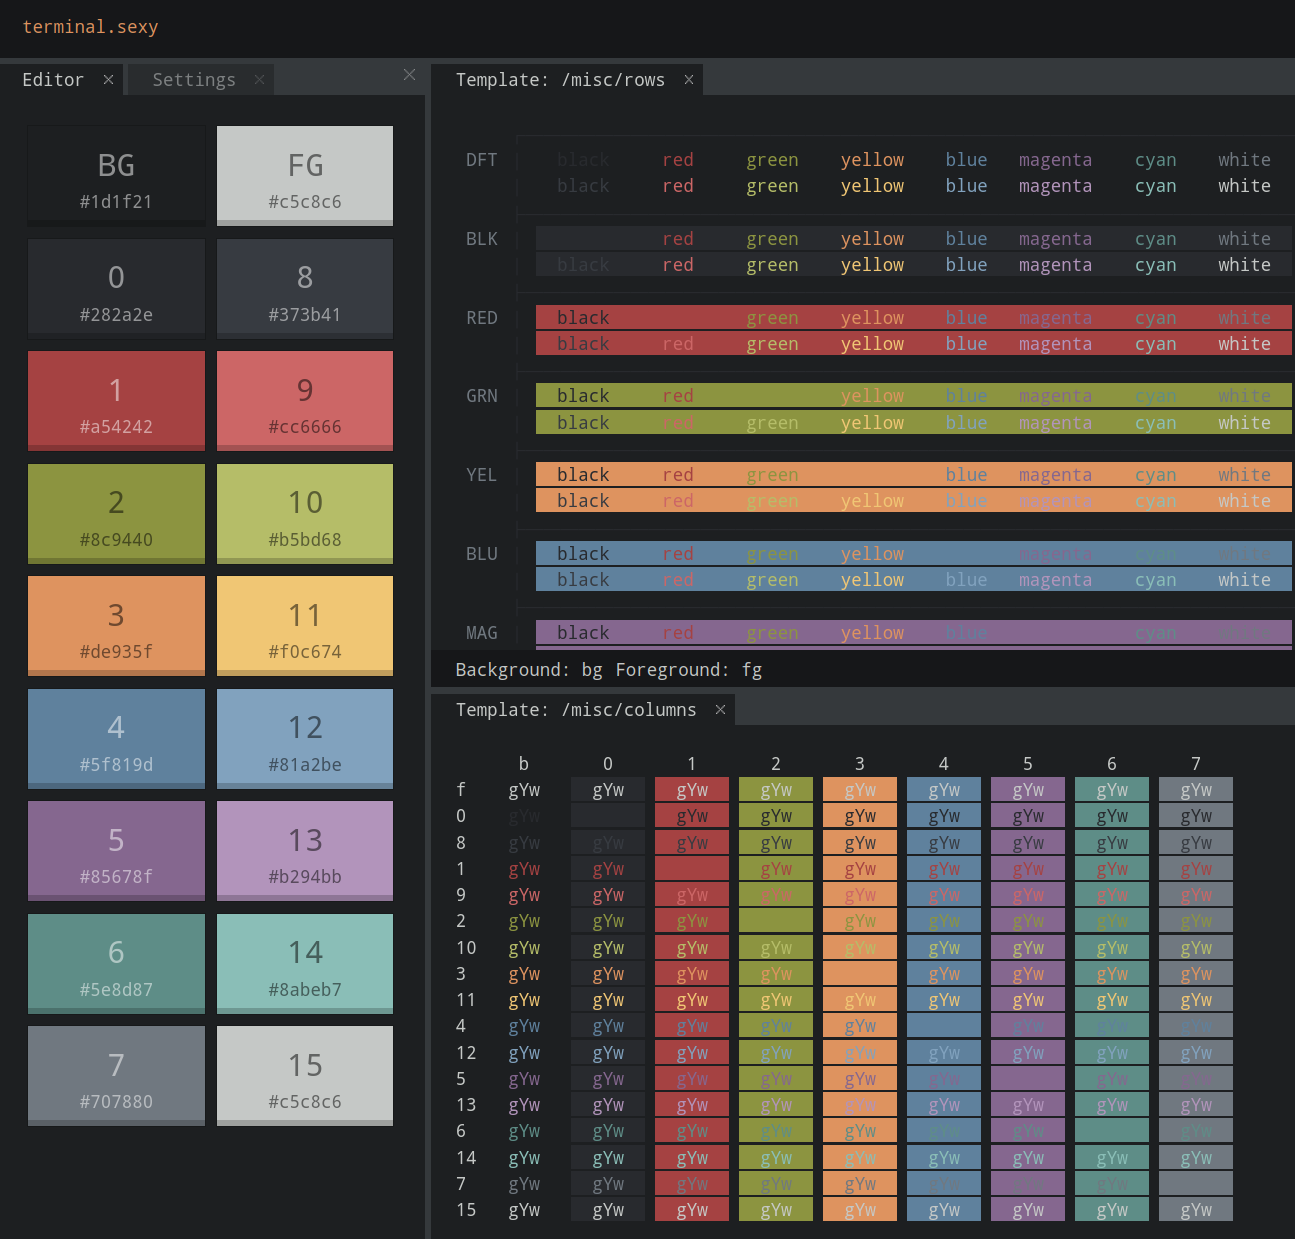 terminal.sexy
Editor × Settings × ×
BG FG
#1d1f21 #c5c8c6
0 8
#282a2e #373b41
1 9
#a54242 #cc6666
2 10
#8c9440 #b5bd68
3 11
#de935f #f0c674
4 12
#5f819d #81a2be
5 13
#85678f #b294bb
6 14
#5e8d87 #8abeb7
7 15
#707880 #c5c8c6
Template: /misc/rows ×
DFT black red green yellow blue magenta cyan white
black red green yellow blue magenta cyan white
BLK red green yellow blue magenta cyan white
black red green yellow blue magenta cyan white
RED black green yellow blue magenta cyan white
black red green yellow blue magenta cyan white
GRN black red yellow blue magenta cyan white
black red green yellow blue magenta cyan white
YEL black red green blue magenta cyan white
black red green yellow blue magenta cyan white
BLU black red green yellow magenta cyan white
black red green yellow blue magenta cyan white
MAG black red green yellow blue cyan white
Background: bg Foreground: fg
Template: /misc/columns ×
b 0 1 2 3 4 5 6 7
f gYw gYw gYw gYw gYw gYw gYw gYw gYw
0 gYw gYw gYw gYw gYw gYw gYw gYw
8 gYw gYw gYw gYw gYw gYw gYw gYw gYw
1 gYw gYw gYw gYw gYw gYw gYw gYw
9 gYw gYw gYw gYw gYw gYw gYw gYw gYw
2 gYw gYw gYw gYw gYw gYw gYw gYw
10 gYw gYw gYw gYw gYw gYw gYw gYw gYw
3 gYw gYw gYw gYw gYw gYw gYw gYw
11 gYw gYw gYw gYw gYw gYw gYw gYw gYw
4 gYw gYw gYw gYw gYw gYw gYw gYw
12 gYw gYw gYw gYw gYw gYw gYw gYw gYw
5 gYw gYw gYw gYw gYw gYw gYw gYw
13 gYw gYw gYw gYw gYw gYw gYw gYw gYw
6 gYw gYw gYw gYw gYw gYw gYw gYw
14 gYw gYw gYw gYw gYw gYw gYw gYw gYw
7 gYw gYw gYw gYw gYw gYw gYw gYw
15 gYw gYw gYw gYw gYw gYw gYw gYw gYw